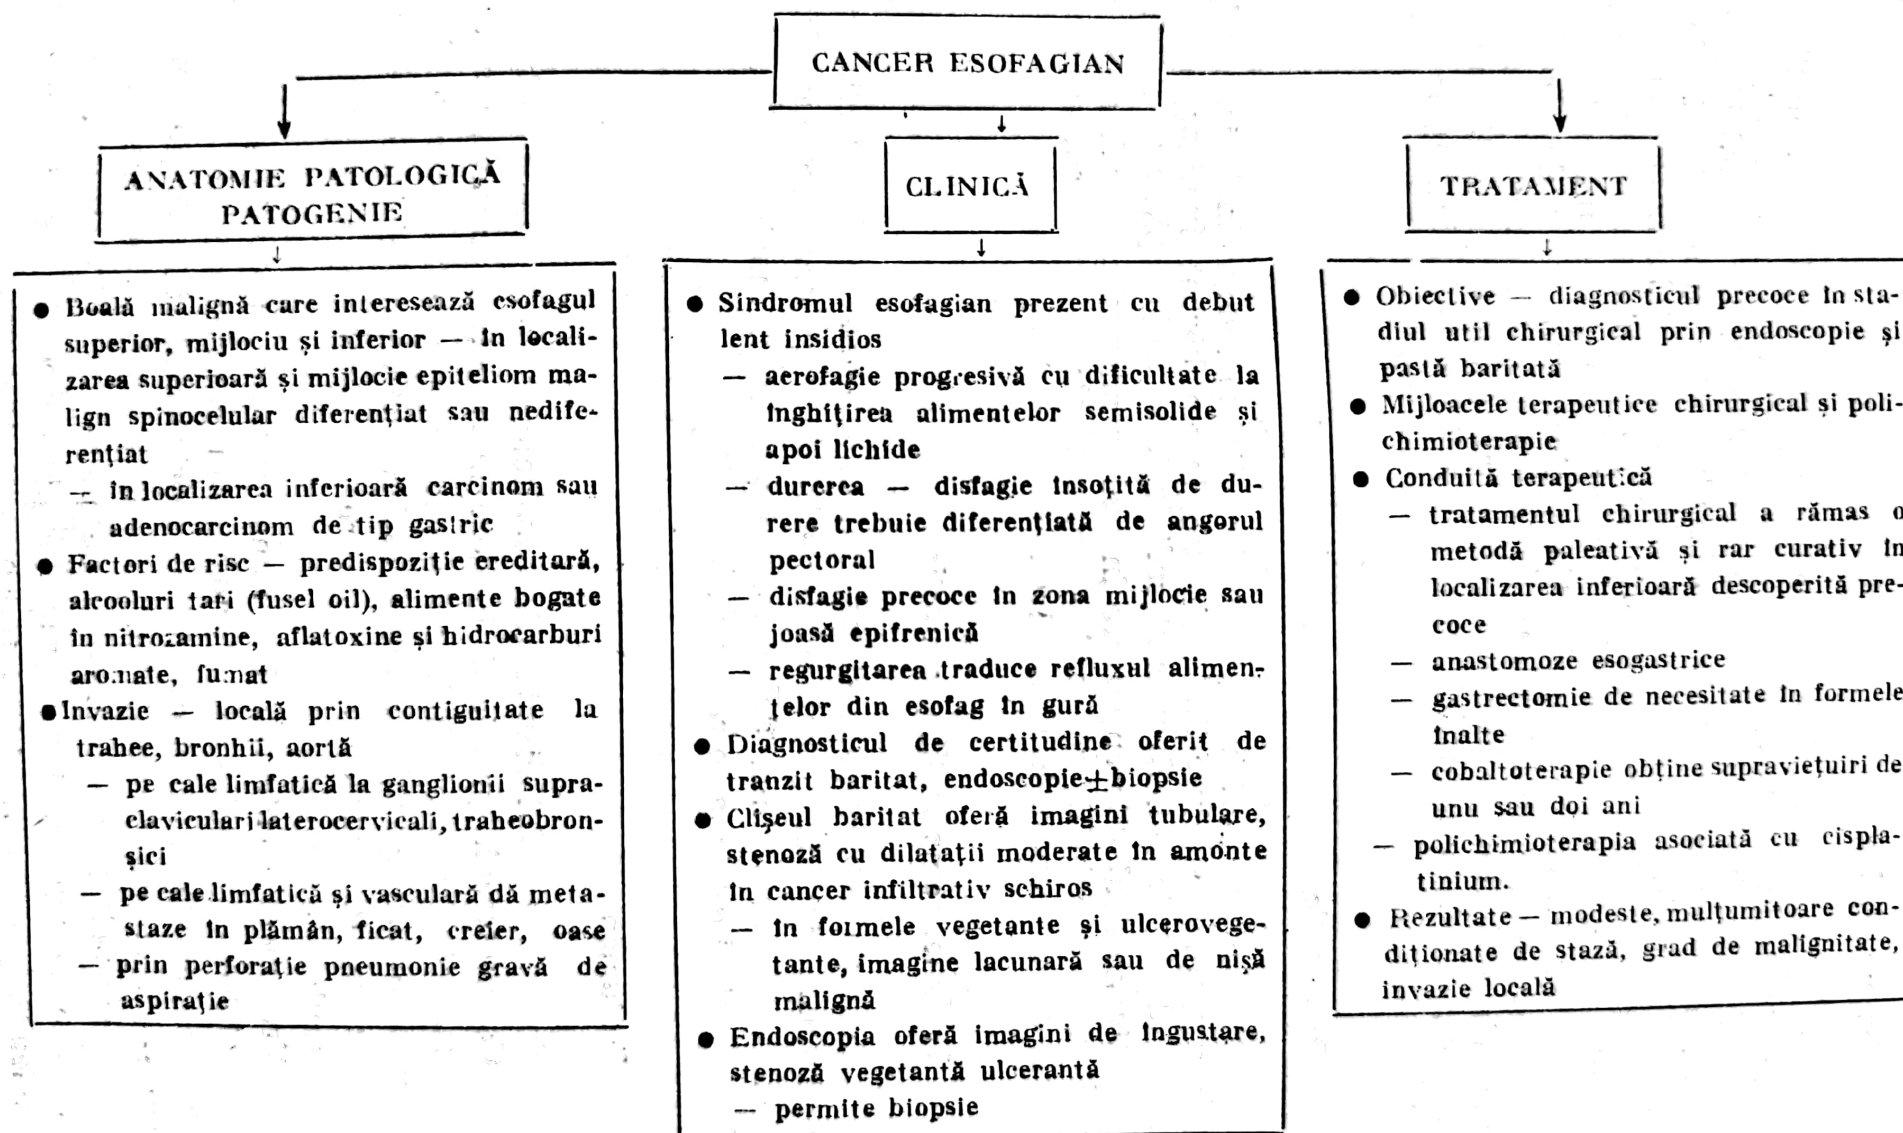 CANCER ESOFAGIAN
ANATOMIE PATOLOGICĂ
PATOGENIE
● Boală malignă care interesează esofagul
superior, mijlociu și inferior — în locali-
zarea superioară și mijlocie epiteliom ma-
lign spinocelular diferențiat sau nedife-
rențiat
— în localizarea inferioară carcinom sau
adenocarcinom de tip gastric
● Factori de risc — predispoziție ereditară,
alcooluri tari (fusel oil), alimente bogate
în nitrozamine, aflatoxine și hidrocarburi
aromate, fumat
● Invazie — locală prin contiguitate la
trahee, bronhii, aortă
— pe cale limfatică la ganglionii supra-
claviculari laterocervicali, traheobron-
șici
— pe cale limfatică și vasculară dă meta-
staze în plămân, ficat, creier, oase
— prin perforație pneumonie gravă de
aspirație
CLINICĂ
● Sindromul esofagian prezent cu debut
lent insidios
— aerofagie progresivă cu dificultate la
înghițirea alimentelor semisolide și
apoi lichide
— durerea — disfagie însoțită de du-
rere trebuie diferențiată de angorul
pectoral
— disfagie precoce în zona mijlocie sau
joasă epifrenică
— regurgitarea traduce refluxul alimen-
telor din esofag în gură
● Diagnosticul de certitudine oferit de
tranzit baritat, endoscopie±biopsie
● Clișeul baritat oferă imagini tubulare,
stenoză cu dilatații moderate în amonte
în cancer infiltrativ schiros
— în formele vegetante și ulcerovege-
tante, imagine lacunară sau de nișă
malignă
● Endoscopia oferă imagini de îngustare,
stenoză vegetantă ulcerantă
— permite biopsie
TRATAMENT
● Obiective — diagnosticul precoce în sta-
diul util chirurgical prin endoscopie și
pastă baritată
● Mijloacele terapeutice chirurgical și poli-
chimioterapie
● Conduită terapeutică
— tratamentul chirurgical a rămas o
metodă paleativă și rar curativ în
localizarea inferioară descoperită pre-
coce
— anastomoze esogastrice
— gastrectomie de necesitate în formele
înalte
— cobaltoterapie obține supraviețuiri de
unu sau doi ani
— polichimioterapia asociată cu cispla-
tinium.
● Rezultate — modeste, mulțumitoare con-
diționate de stază, grad de malignitate,
invazie locală